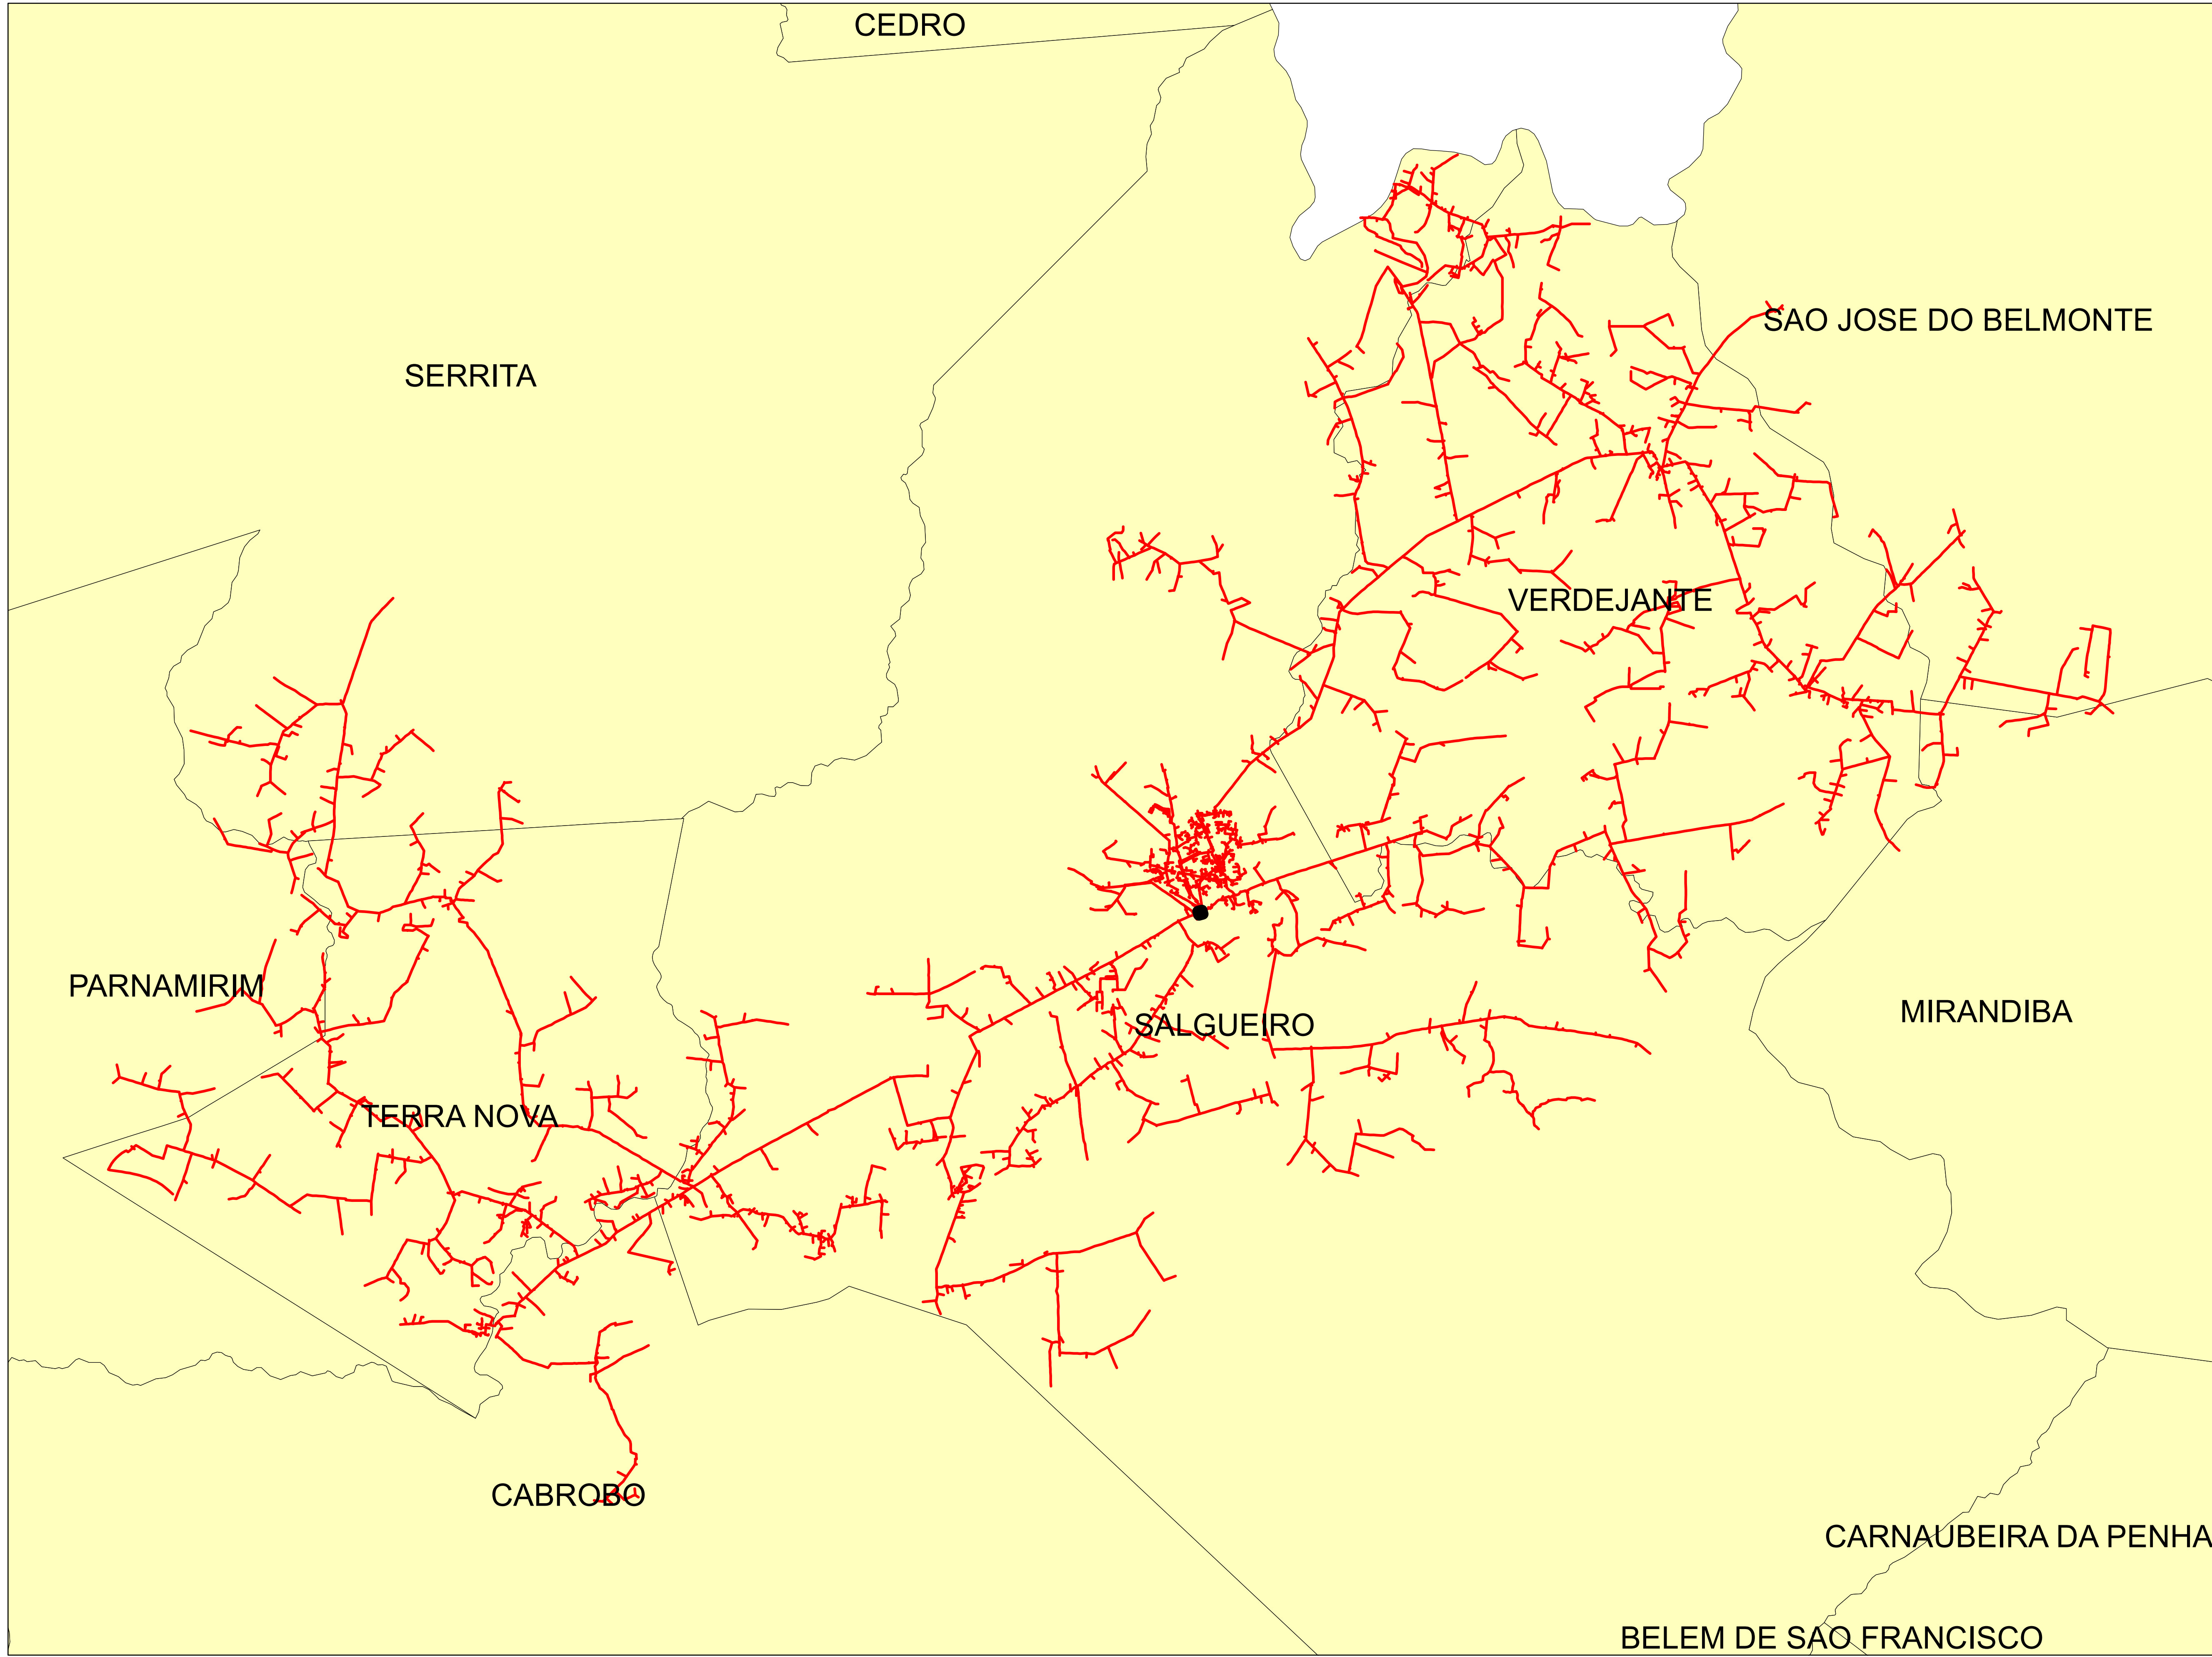 CEDRO
SAO JOSE DO BELMONTE
SERRITA
VERDEJANTE
PARNAMIRIM
MIRANDIBA
SALGUEIRO
TERRA NOVA
CABROBO
CARNAUBEIRA DA PENHA
BELEM DE SAO FRANCISCO